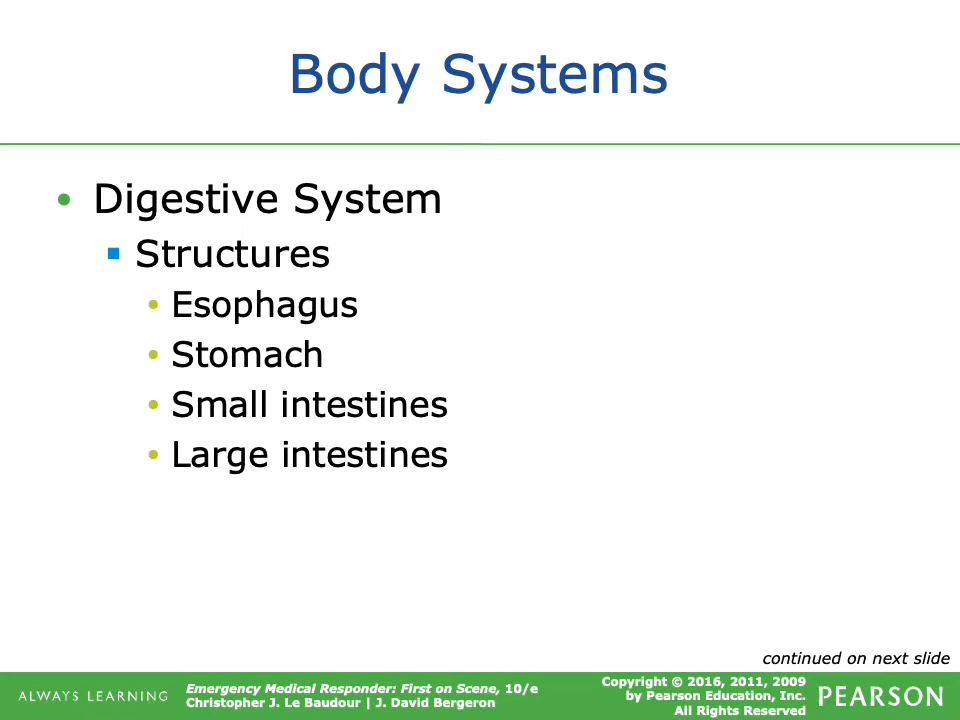 Body Systems
• Digestive System
▪ Structures
• Esophagus
• Stomach
• Small intestines
• Large intestines
continued on next slide
ALWAYS LEARNING
Emergency Medical Responder: First on Scene, 10/e
Christopher J. Le Baudour | J. David Bergeron
Copyright © 2016, 2011, 2009
by Pearson Education, Inc.
All Rights Reserved
PEARSON